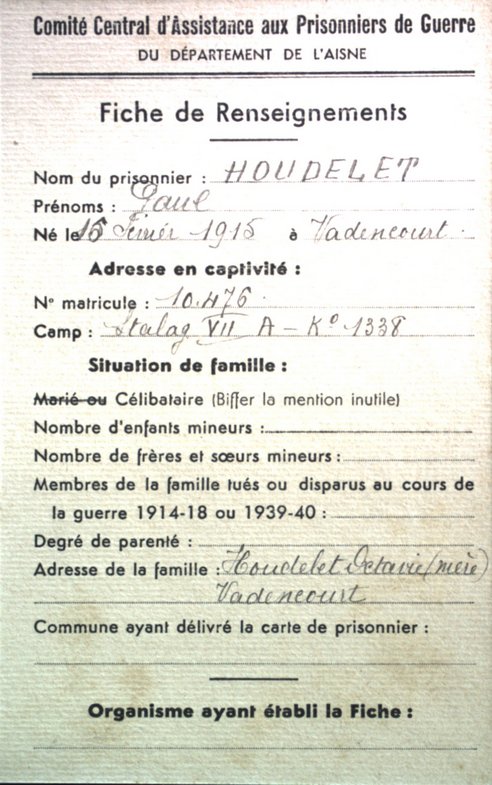 Comité Central d'Assistance aux Prisonniers de Guerre
DU DÉPARTEMENT DE L'AISNE
Fiche de Renseignements
Nom du prisonnier : HOUDELET
Prénoms : Paul
Né le 15 Février 1915 à Vadencourt.
Adresse en captivité :
N° matricule : 10.476.
Camp : Stalag VII A - Ko 1338
Situation de famille :
Marié ou Célibataire (Biffer la mention inutile)
Nombre d'enfants mineurs :
Nombre de frères et sœurs mineurs :
Membres de la famille tués ou disparus au cours de
la guerre 1914-18 ou 1939-40 :
Degré de parenté :
Adresse de la famille : Houdelet Octavie (mère)
Vadencourt
Commune ayant délivré la carte de prisonnier :
Organisme ayant établi la Fiche :